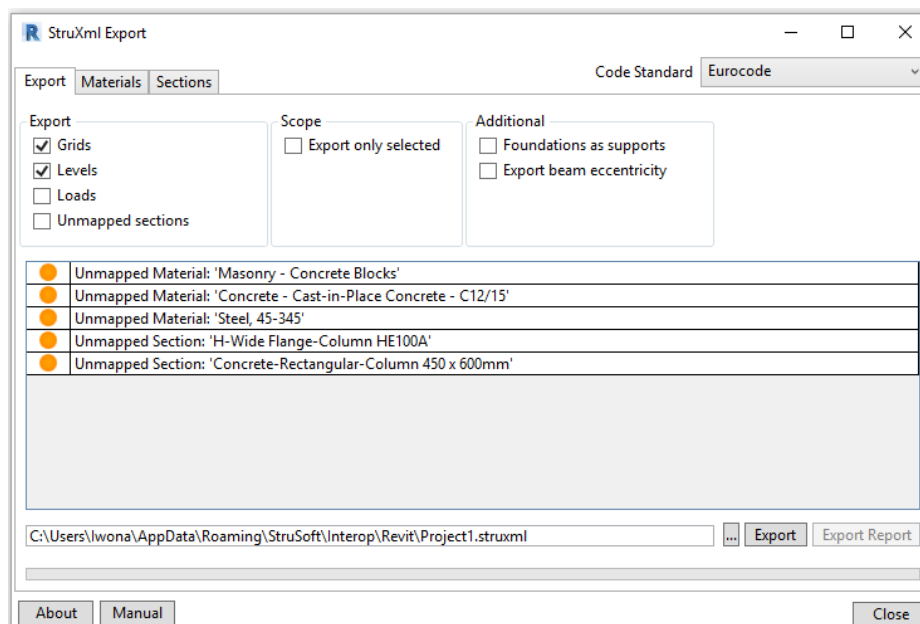 StruXml Export
Export Materials Sections
Code Standard Eurocode
Export
Grids
Levels
Loads
Unmapped sections
Scope
Export only selected
Additional
Foundations as supports
Export beam eccentricity
Unmapped Material: 'Masonry - Concrete Blocks'
Unmapped Material: 'Concrete - Cast-in-Place Concrete - C12/15'
Unmapped Material: 'Steel, 45-345'
Unmapped Section: 'H-Wide Flange-Column HE100A'
Unmapped Section: 'Concrete-Rectangular-Column 450 x 600mm'
C:\Users\Iwona\AppData\Roaming\StruSoft\Interop\Revit\Project1.struxml
... Export Export Report
About Manual Close